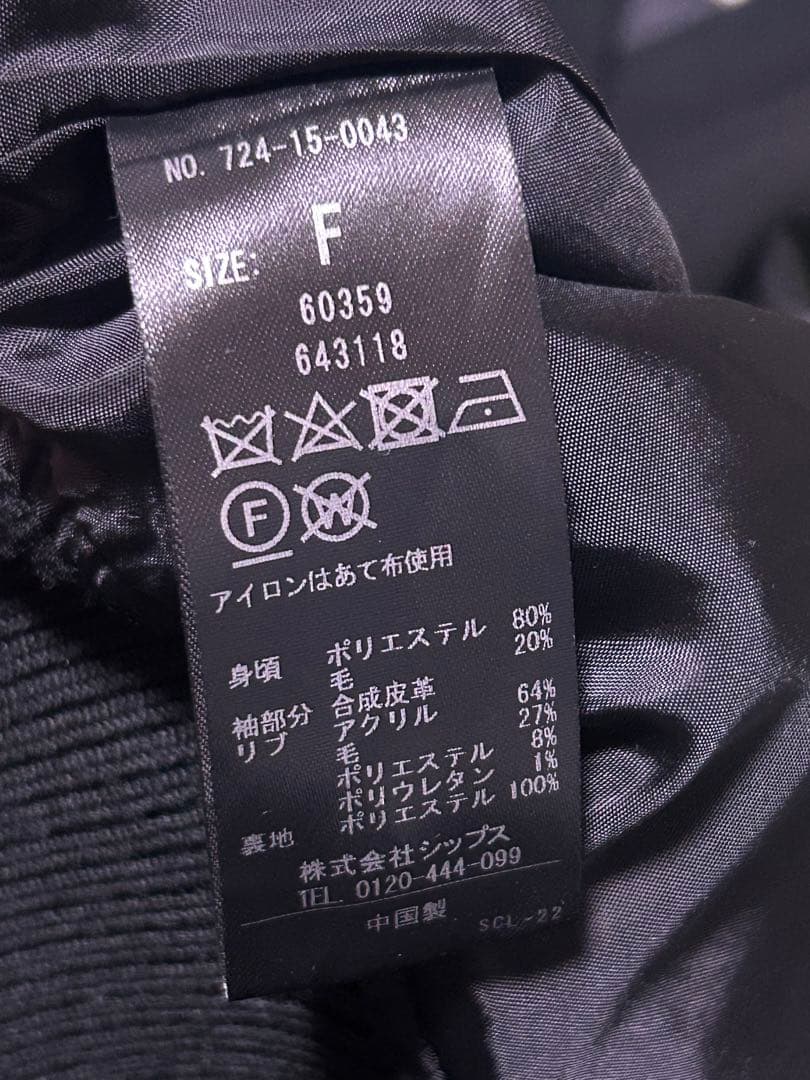 NO. 724-15-0043
SIZE: F
60359
643118
F W
アイロンはあて布使用
身頃 ポリエステル 80%
毛 20%
袖部分 合成皮革
リブ アクリル 64%
毛 27%
ポリエステル 8%
ポリウレタン 1%
裏地 ポリエステル 100%
株式会社シップス
TEL. 0120-444-099
中国製 SCL-22